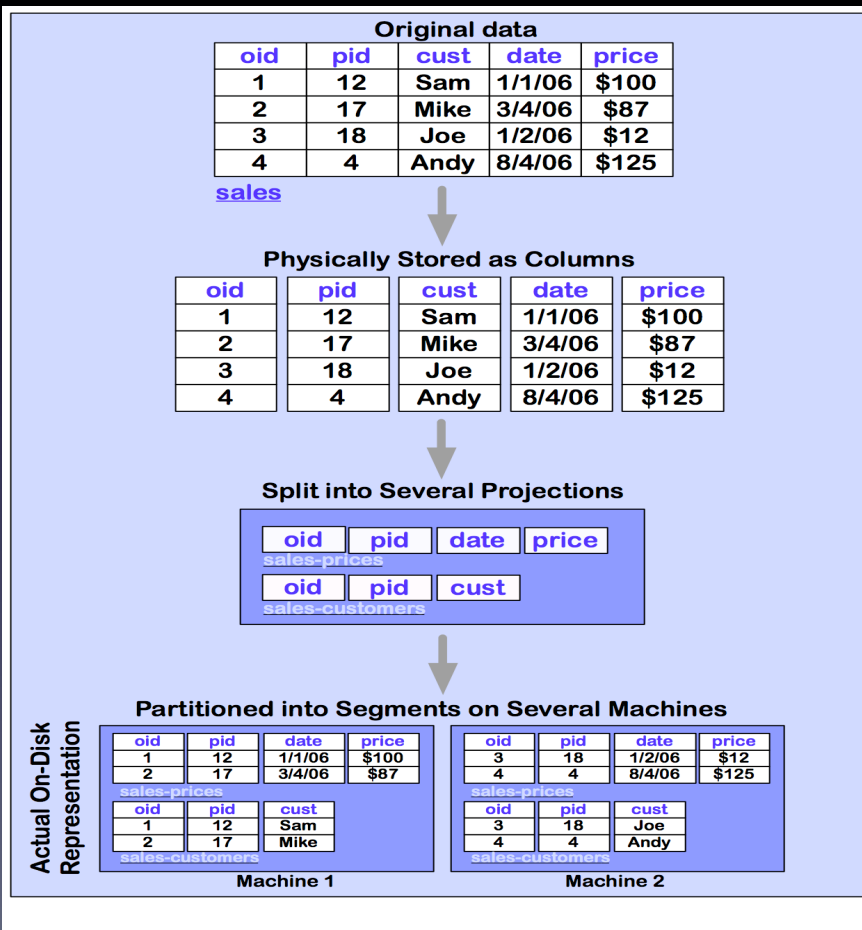 Original data
oid pid cust date price
1 12 Sam 1/1/06 $100
2 17 Mike 3/4/06 $87
3 18 Joe 1/2/06 $12
4 4 Andy 8/4/06 $125
sales
Physically Stored as Columns
oid pid cust date price
1 12 Sam 1/1/06 $100
2 17 Mike 3/4/06 $87
3 18 Joe 1/2/06 $12
4 4 Andy 8/4/06 $125
Split into Several Projections
oid pid date price
sales-prices
oid pid cust
sales-customers
Partitioned into Segments on Several Machines
Actual On-Disk
Representation
oid pid date price
1 12 1/1/06 $100
2 17 3/4/06 $87
sales-prices
oid pid cust
1 12 Sam
2 17 Mike
sales-customers
Machine 1
oid pid date price
3 18 1/2/06 $12
4 4 8/4/06 $125
sales-prices
oid pid cust
3 18 Joe
4 4 Andy
sales-customers
Machine 2